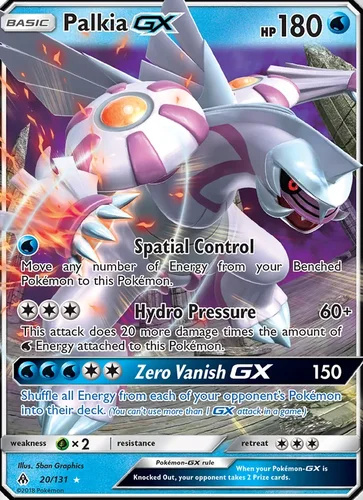 BASIC Palkia GX HP 180
Spatial Control
Move any number of Energy from your Benched
Pokémon to this Pokémon.
Hydro Pressure 60+
This attack does 20 more damage times the amount of
Energy attached to this Pokémon.
Zero Vanish GX 150
Shuffle all Energy from each of your opponent's Pokémon
into their deck. (You can't use more than 1 GX attack in a game.)
weakness ×2 resistance retreat
Illus. 5ban Graphics
20/131
©2018 Pokémon
Pokémon-GX rule
When your Pokémon-GX is
Knocked Out, your opponent takes 2 Prize cards.